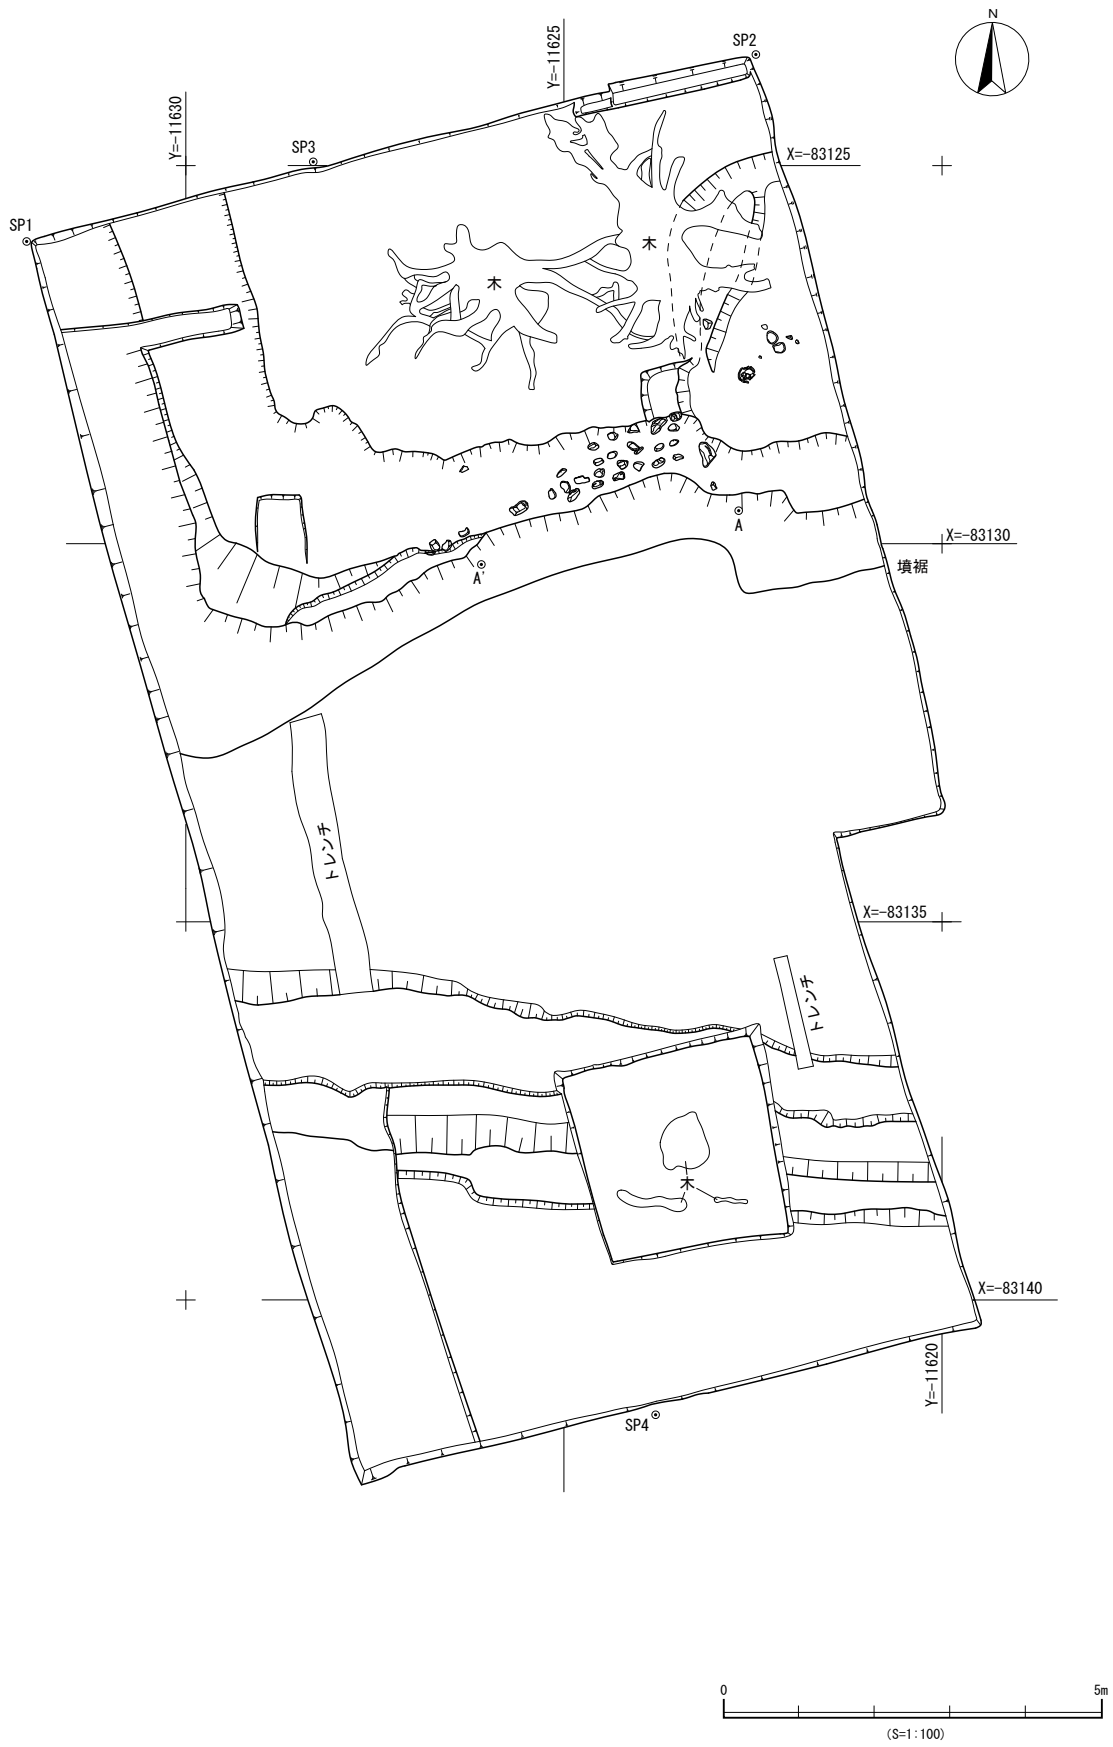 N
SP2
Y=-11625
Y=-11630
SP3
X=-83125
SP1
木
木
A
X=-83130
A'
墳裾
トレンチ
X=-83135
トレンチ
木
X=-83140
Y=-11620
SP4
0
5m
(S=1:100)